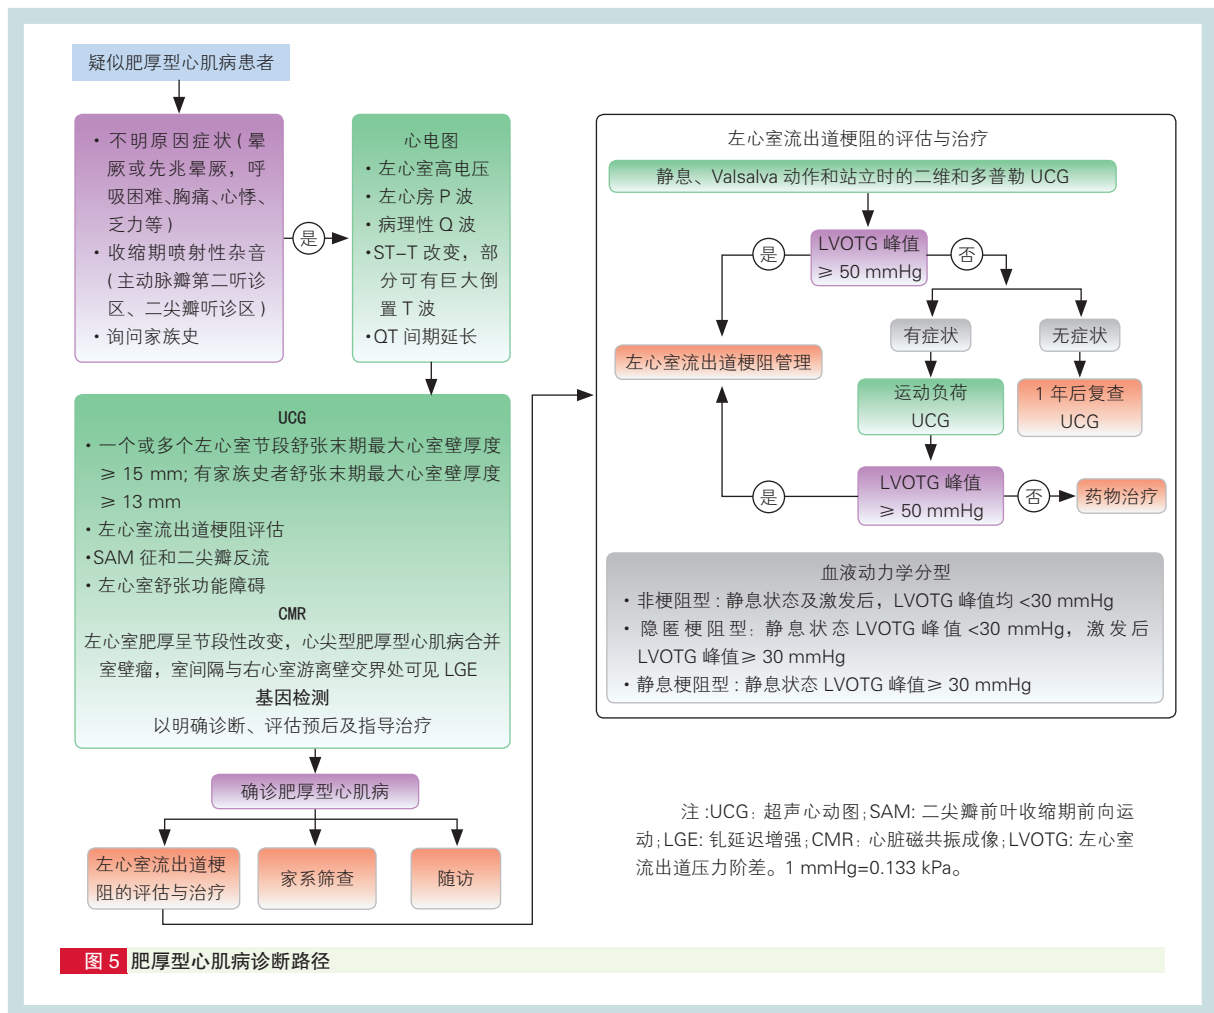 疑似肥厚型心肌病患者
· 不明原因症状(晕
厥或先兆晕厥，呼
吸困难、胸痛、心悸、
乏力等)
· 收缩期喷射性杂音
(主动脉瓣第二听诊
区、二尖瓣听诊区)
· 询问家族史
是
心电图
· 左心室高电压
· 左心房 P 波
· 病理性 Q 波
·ST–T 改变，部
分可有巨大倒
置 T 波
·QT 间期延长
UCG
· 一个或多个左心室节段舒张末期最大心室壁厚度
≥ 15 mm; 有家族史者舒张末期最大心室壁厚度
≥ 13 mm
· 左心室流出道梗阻评估
·SAM 征和二尖瓣反流
· 左心室舒张功能障碍
CMR
左心室肥厚呈节段性改变，心尖型肥厚型心肌病合并
室壁瘤，室间隔与右心室游离壁交界处可见 LGE
基因检测
以明确诊断、评估预后及指导治疗
确诊肥厚型心肌病
左心室流出道梗
阻的评估与治疗
家系筛查
随访
左心室流出道梗阻的评估与治疗
静息、Valsalva 动作和站立时的二维和多普勒 UCG
LVOTG 峰值
≥ 50 mmHg
是
否
有症状
无症状
左心室流出道梗阻管理
运动负荷
UCG
1 年后复查
UCG
LVOTG 峰值
≥ 50 mmHg
是
否
药物治疗
血液动力学分型
· 非梗阻型 : 静息状态及激发后，LVOTG 峰值均 <30 mmHg
· 隐匿梗阻型: 静息状态 LVOTG 峰值 <30 mmHg，激发后
LVOTG 峰值≥ 30 mmHg
· 静息梗阻型 : 静息状态 LVOTG 峰值≥ 30 mmHg
注 :UCG: 超声心动图;SAM: 二尖瓣前叶收缩期前向运
动;LGE: 钆延迟增强;CMR: 心脏磁共振成像;LVOTG: 左心室
流出道压力阶差。1 mmHg=0.133 kPa。
图 5 肥厚型心肌病诊断路径